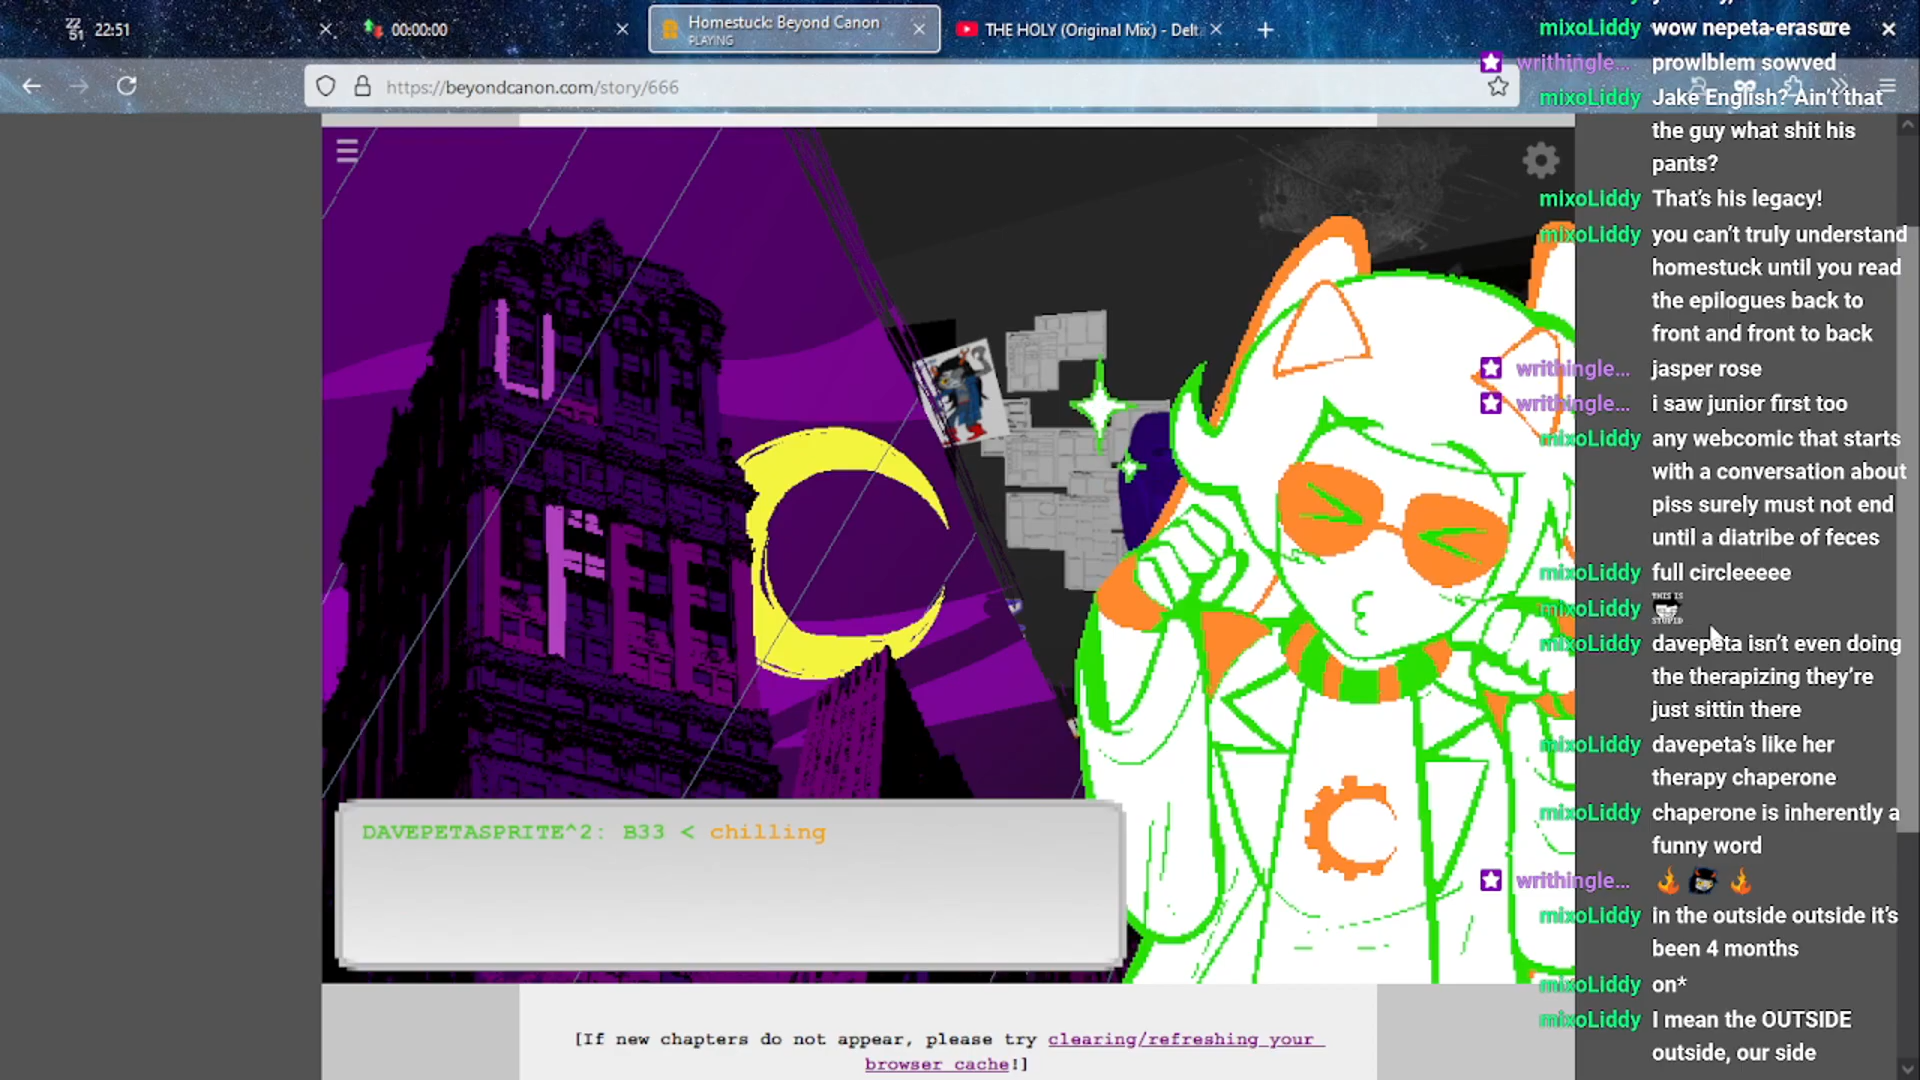 22
51
22:51
00:00:00
Homestuck: Beyond Canon
PLAYING
THE HOLY (Original Mix) - Delt
https://beyondcanon.com/story/666
mixoLiddy wow nepeta-erasure
writhingle... prowlblem sowved
mixoLiddy Jake English? Ain't that
the guy what shit his
pants?
mixoLiddy That's his legacy!
mixoLiddy you can't truly understand
homestuck until you read
the epilogues back to
front and front to back
writhingle... jasper rose
writhingle... i saw junior first too
mixoLiddy any webcomic that starts
with a conversation about
piss surely must not end
until a diatribe of feces
mixoLiddy full circleeeee
mixoLiddy THIS IS
STUPID
mixoLiddy davepeta isn't even doing
the therapizing they're
just sittin there
mixoLiddy davepeta's like her
therapy chaperone
mixoLiddy chaperone is inherently a
funny word
writhingle...
mixoLiddy in the outside outside it's
been 4 months
mixoLiddy on*
mixoLiddy I mean the OUTSIDE
outside, our side
DAVEPETASPRITE^2: B33 < chilling
[If new chapters do not appear, please try clearing/refreshing your
browser cache!]